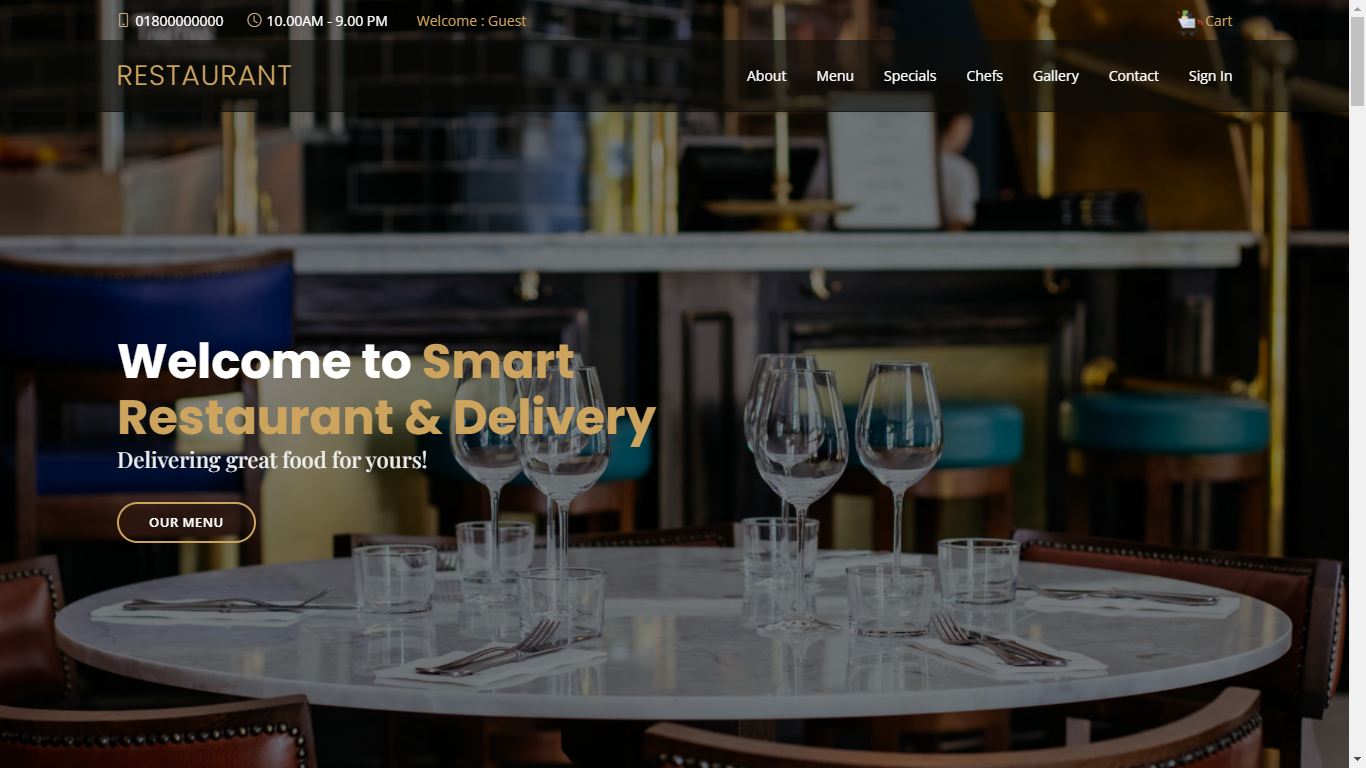 01800000000 10.00AM - 9.00 PM Welcome : Guest Cart
RESTAURANT About Menu Specials Chefs Gallery Contact Sign In
Welcome to Smart
Restaurant & Delivery
Delivering great food for yours!
OUR MENU